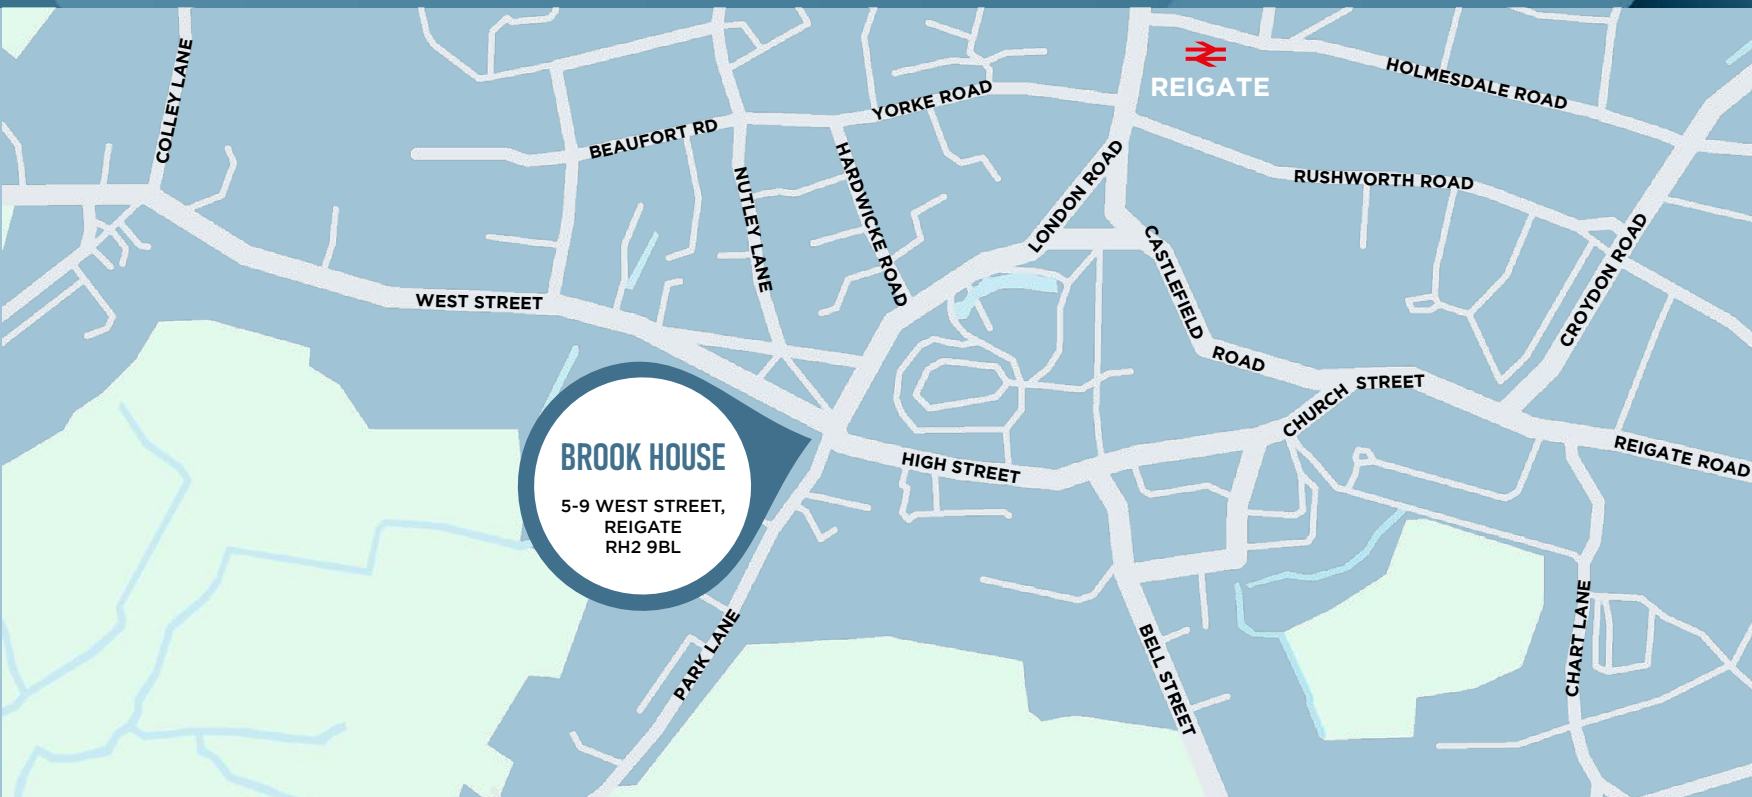 COLLEY LANE
REIGATE
HOLMESDALE ROAD
YORKE ROAD
BEAUFORT RD
HARDWICKE ROAD
NUTLEY LANE
LONDON ROAD
RUSHWORTH ROAD
CASTLEFIELD
ROAD
CROYDON ROAD
WEST STREET
CHURCH
STREET
REIGATE ROAD
HIGH STREET
BROOK HOUSE
5-9 WEST STREET,
REIGATE
RH2 9BL
PARK LANE
BELL STREET
CHART LANE